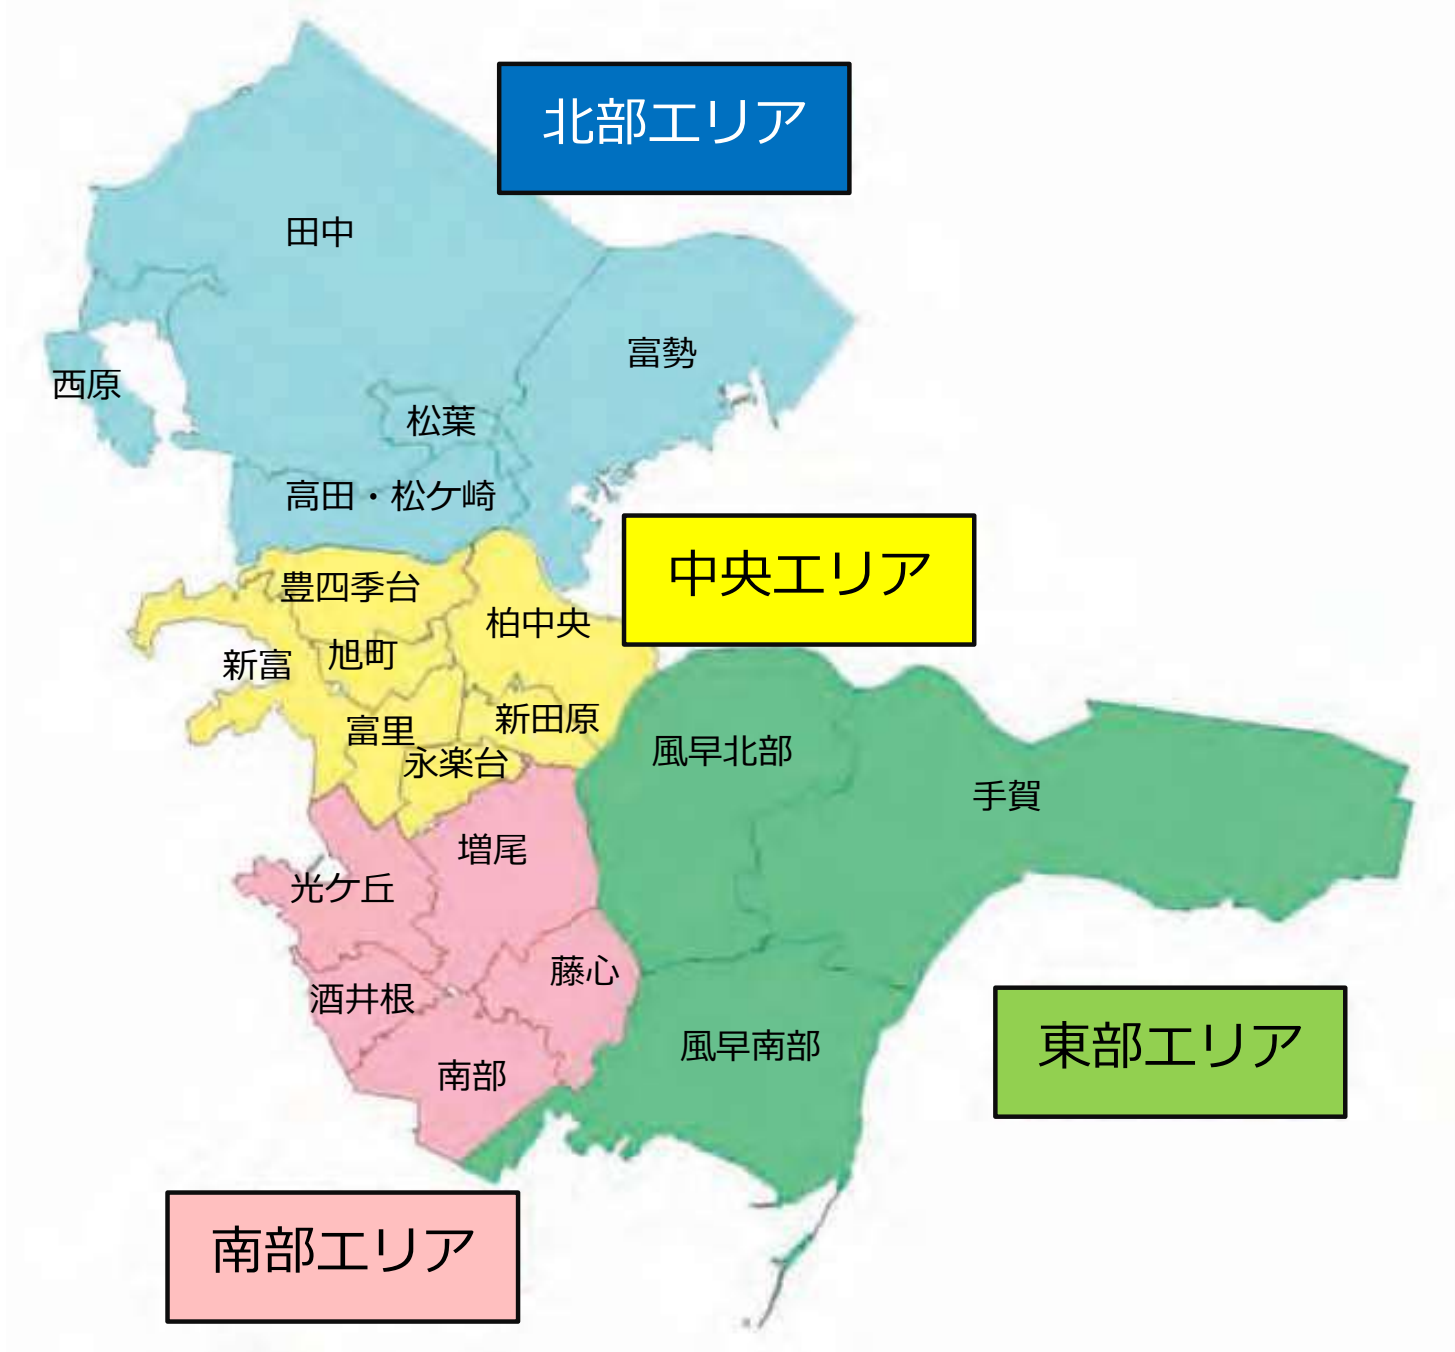 北部エリア
田中
富勢
西原
松葉
高田・松ケ崎
中央エリア
豊四季台
柏中央
旭町
新富
新田原
富里
永楽台
風早北部
手賀
増尾
光ケ丘
藤心
酒井根
風早南部
東部エリア
南部
南部エリア